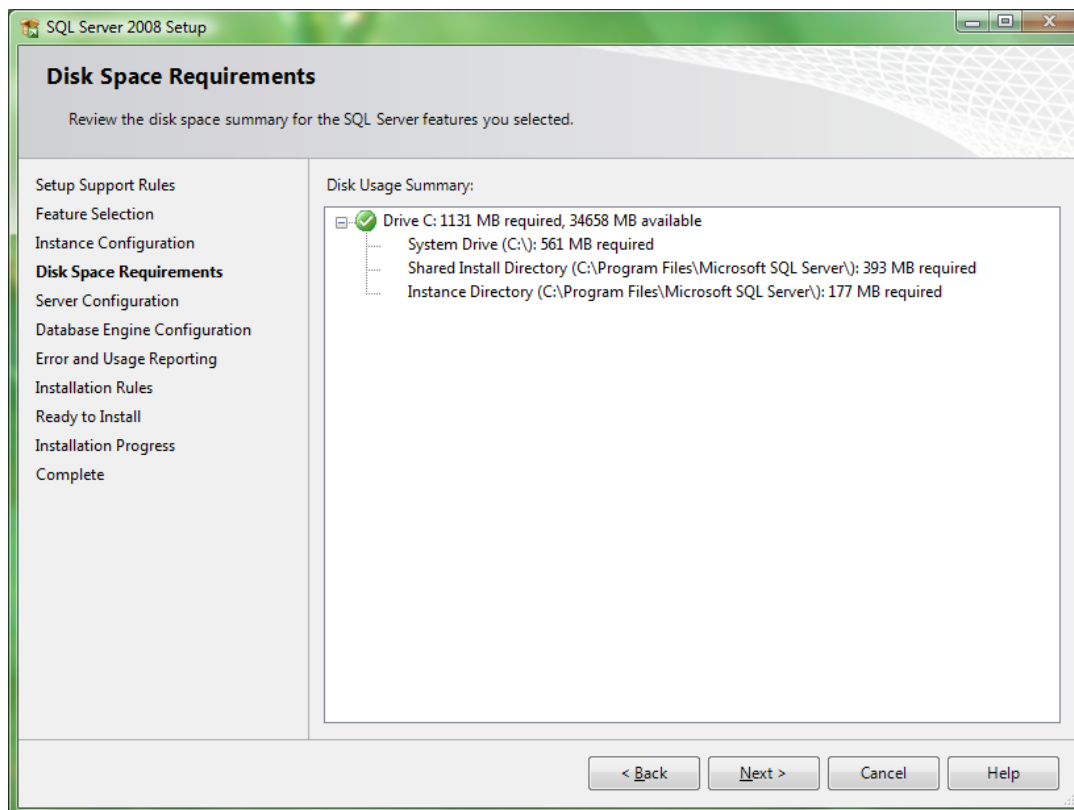 SQL Server 2008 Setup
Disk Space Requirements
Review the disk space summary for the SQL Server features you selected.
Setup Support Rules
Feature Selection
Instance Configuration
Disk Space Requirements
Server Configuration
Database Engine Configuration
Error and Usage Reporting
Installation Rules
Ready to Install
Installation Progress
Complete
Disk Usage Summary:
Drive C: 1131 MB required, 34658 MB available
System Drive (C:\): 561 MB required
Shared Install Directory (C:\Program Files\Microsoft SQL Server\): 393 MB required
Instance Directory (C:\Program Files\Microsoft SQL Server\): 177 MB required
< Back
Next >
Cancel
Help